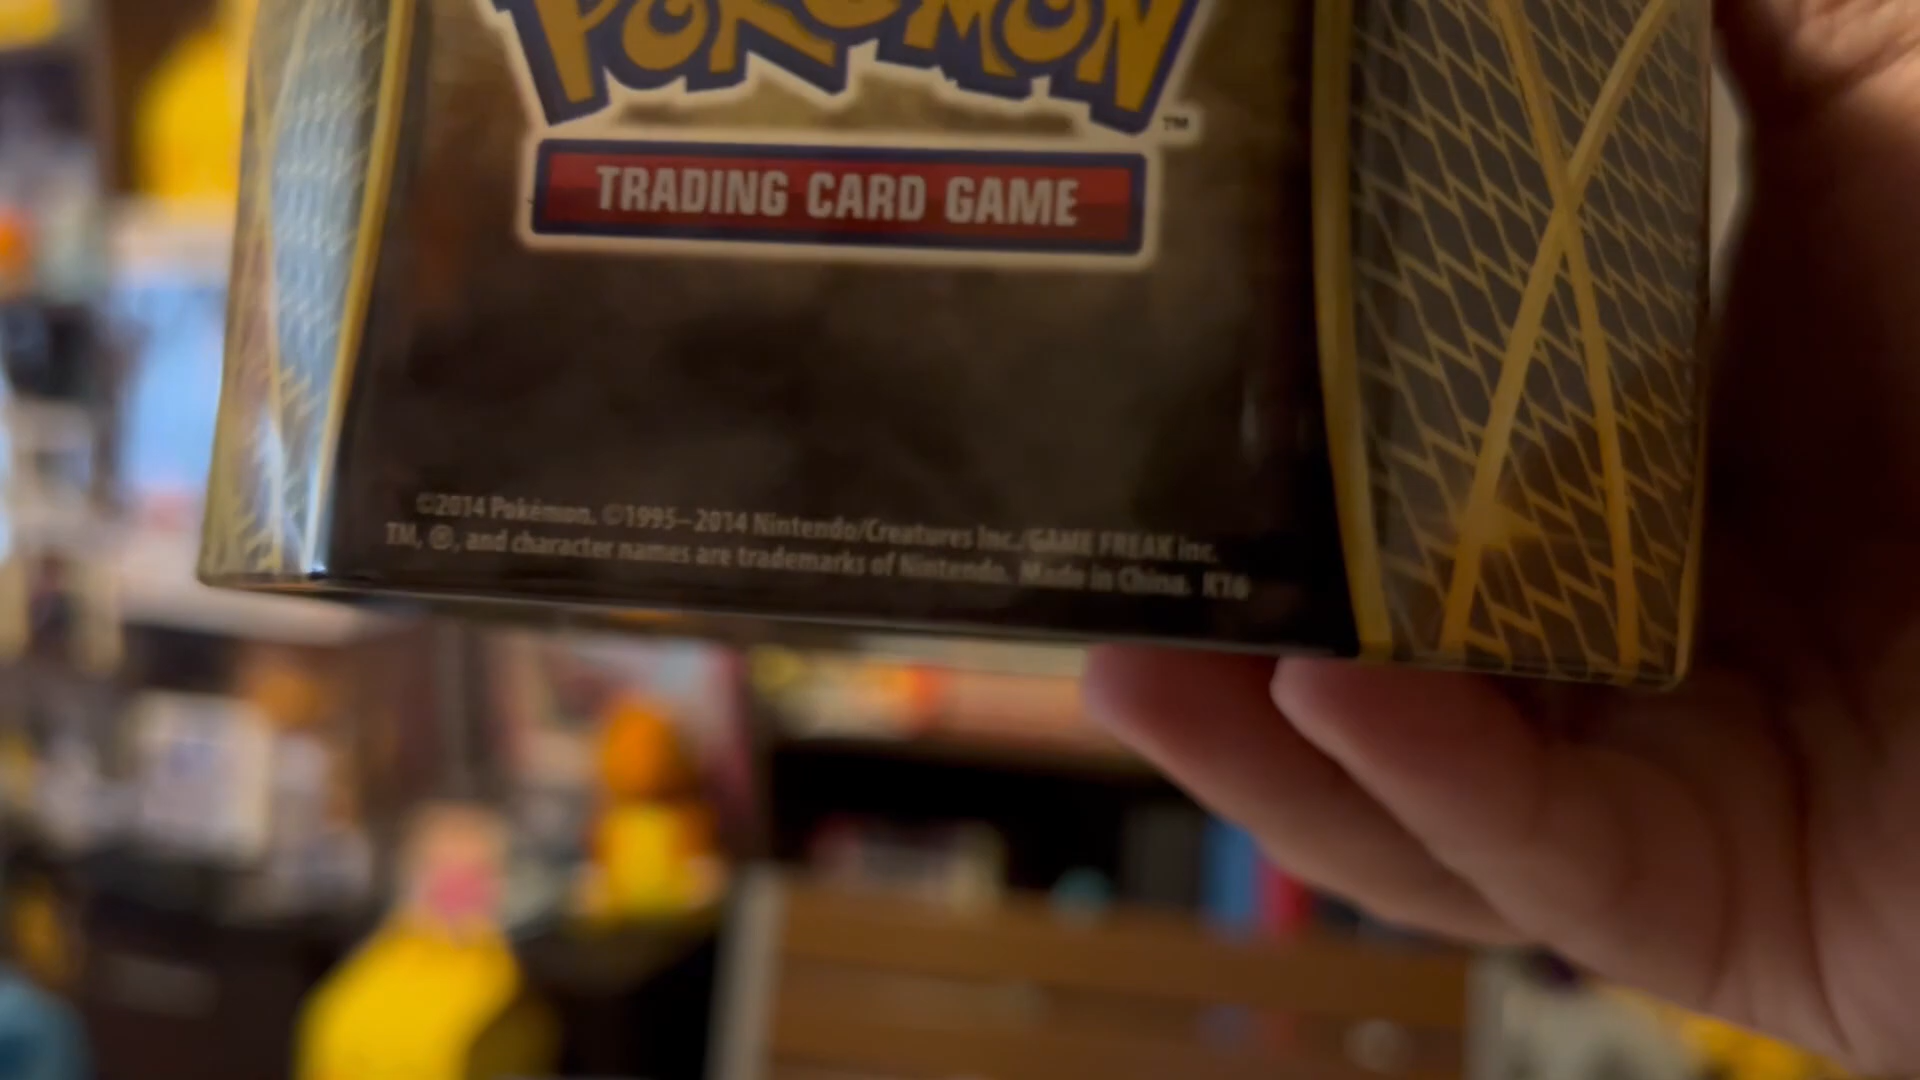 POKÉMON
™
TRADING CARD GAME
©2014 Pokémon. ©1995–2014 Nintendo/Creatures Inc./GAME FREAK inc.
TM, ®, and character names are trademarks of Nintendo. Made in China.